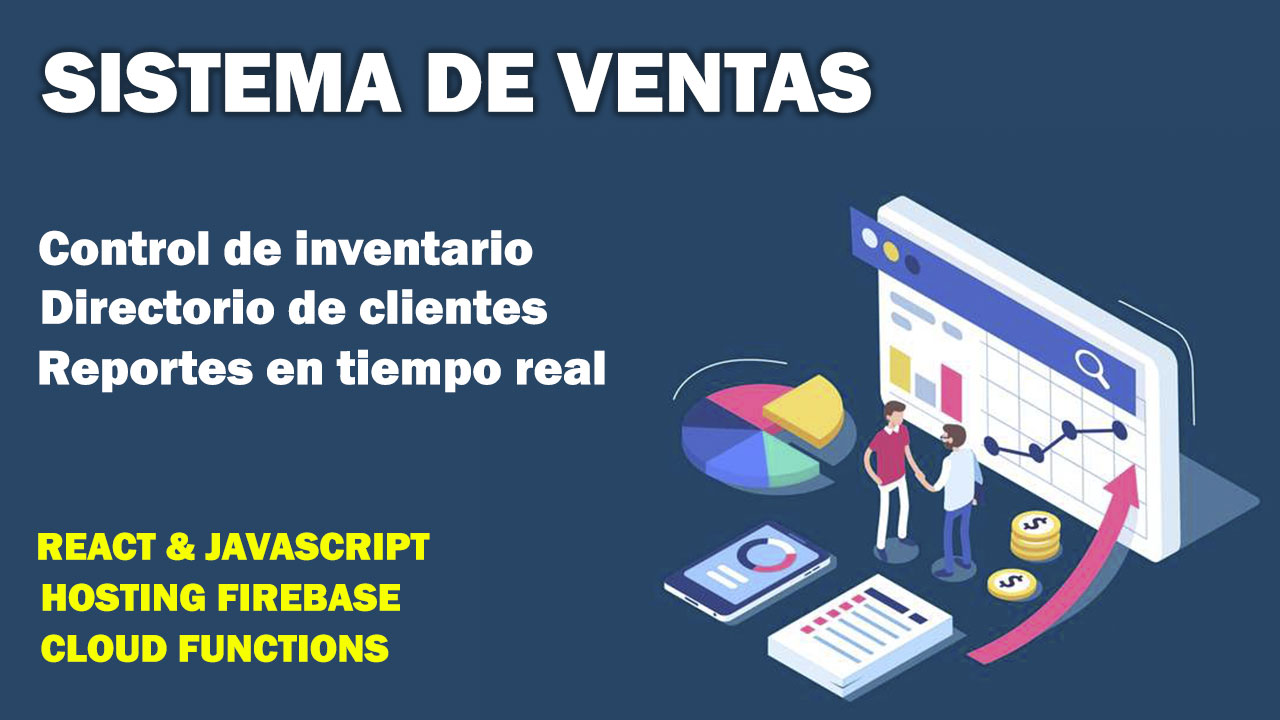 SISTEMA DE VENTAS
Control de inventario
Directorio de clientes
Reportes en tiempo real
REACT & JAVASCRIPT
HOSTING FIREBASE
CLOUD FUNCTIONS
$
$